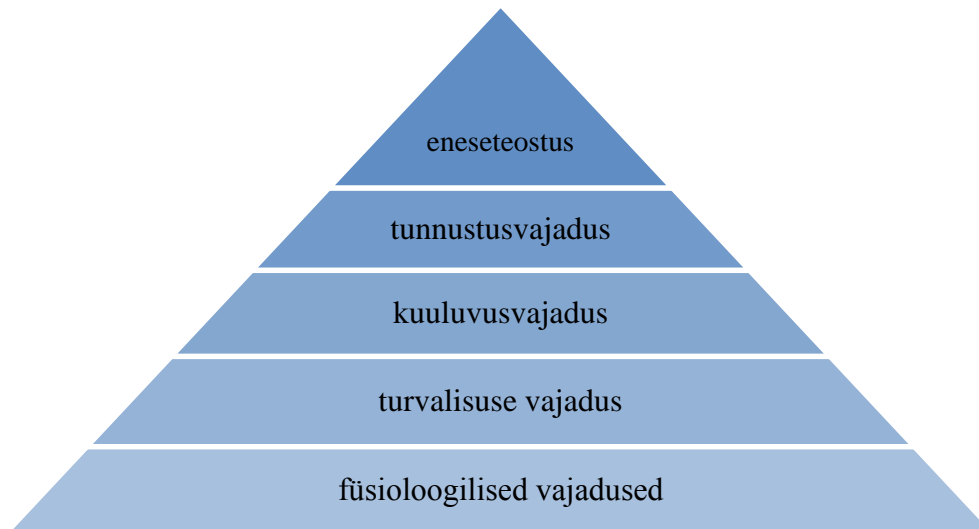 eneseteostus
tunnustusvajadus
kuuluvusvajadus
turvalisuse vajadus
füsioloogilised vajadused